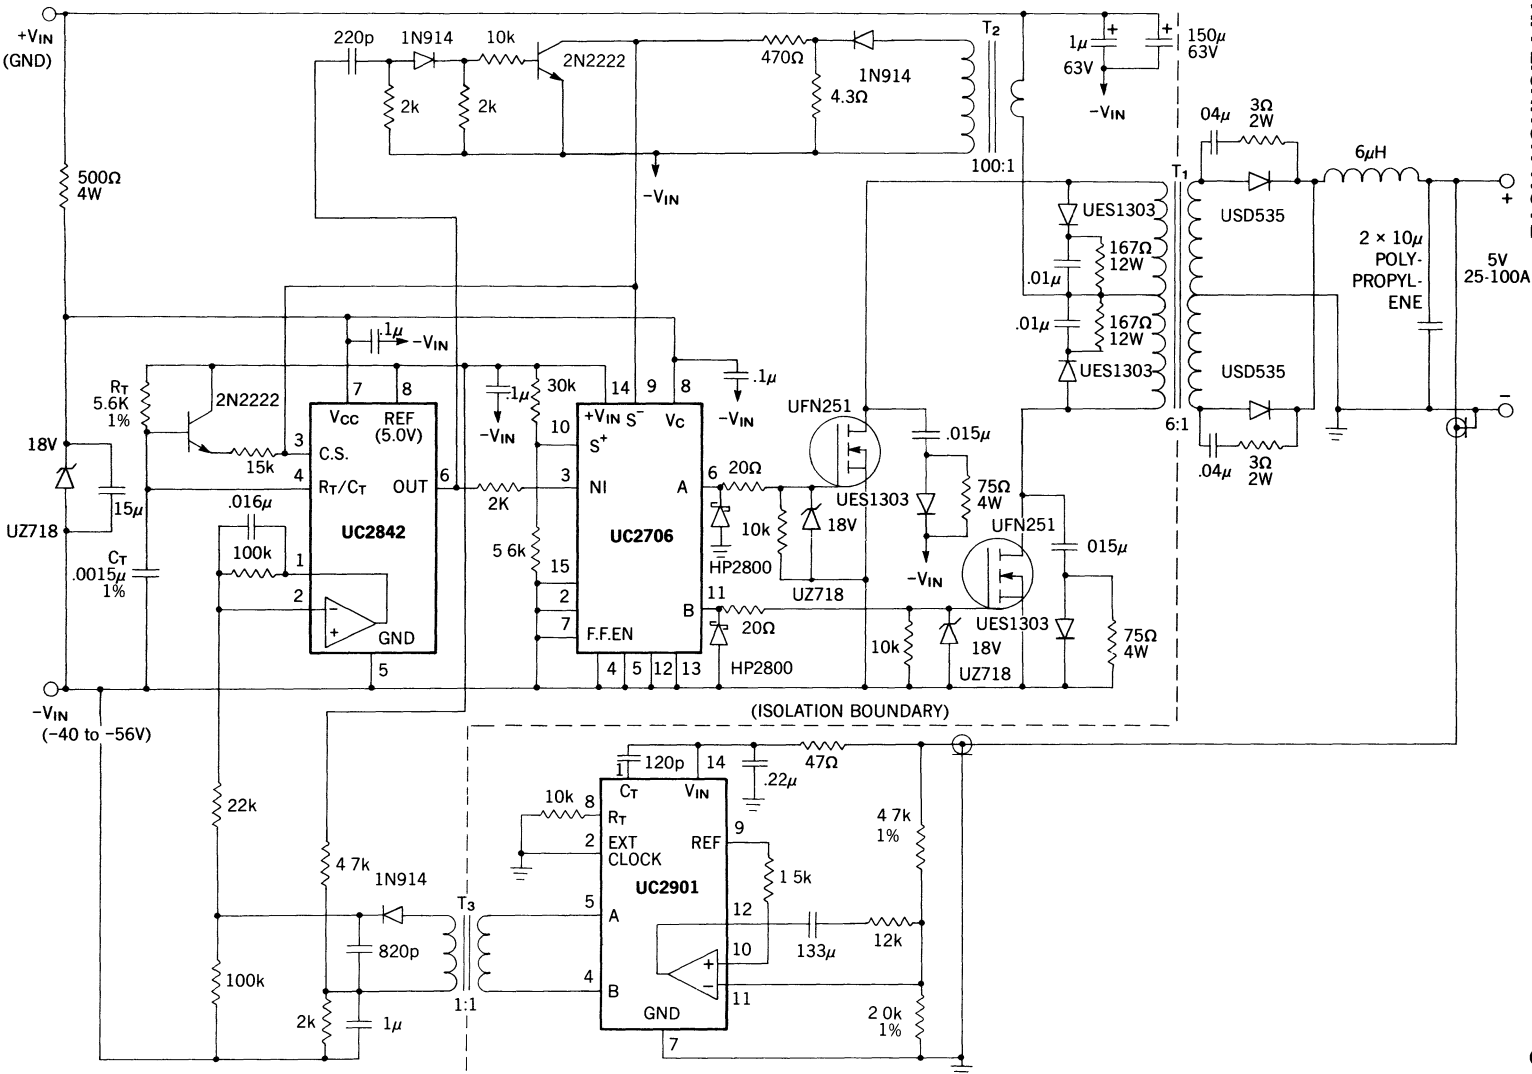 +VIN
(GND)
220p
1N914
10k
2N2222
2k
2k
470Ω
1N914
4.3Ω
T2
100:1
1µ
63V
150µ
63V
-VIN
-VIN
500Ω
4W
04µ
3Ω
2W
6µH
+
T1
UES1303
USD535
167Ω
12W
.01µ
.01µ
167Ω
12W
UES1303
2 × 10µ
POLY-
PROPYL-
ENE
5V
25-100A
USD535
6:1
.04µ
3Ω
2W
−
.1µ
-VIN
RT
5.6K
1%
2N2222
7
8
VCC
REF
(5.0V)
.1µ
-VIN
30k
14
9
8
+VIN
S-
VC
.1µ
-VIN
18V
15µ
UZ718
15k
3
C.S.
4
RT/CT
OUT
6
2K
UC2842
.016µ
100k
1
2
−
+
GND
5
CT
.0015µ
1%
10
S+
3
NI
A
6
20Ω
UC2706
5 6k
15
2
7
F.F.EN
B
11
20Ω
4
5
12
13
HP2800
HP2800
10k
18V
UZ718
UFN251
UES1303
.015µ
75Ω
4W
-VIN
UFN251
015µ
UES1303
10k
18V
UZ718
75Ω
4W
-VIN
(-40 to -56V)
(ISOLATION BOUNDARY)
22k
4 7k
1N914
T3
820p
100k
2k
1µ
1:1
120p
1
14
.22µ
47Ω
CT
VIN
10k
8
RT
2
EXT
CLOCK
REF
9
UC2901
1 5k
5
A
12
133µ
12k
4 7k
1%
10
+
−
11
4
B
GND
7
2 0k
1%